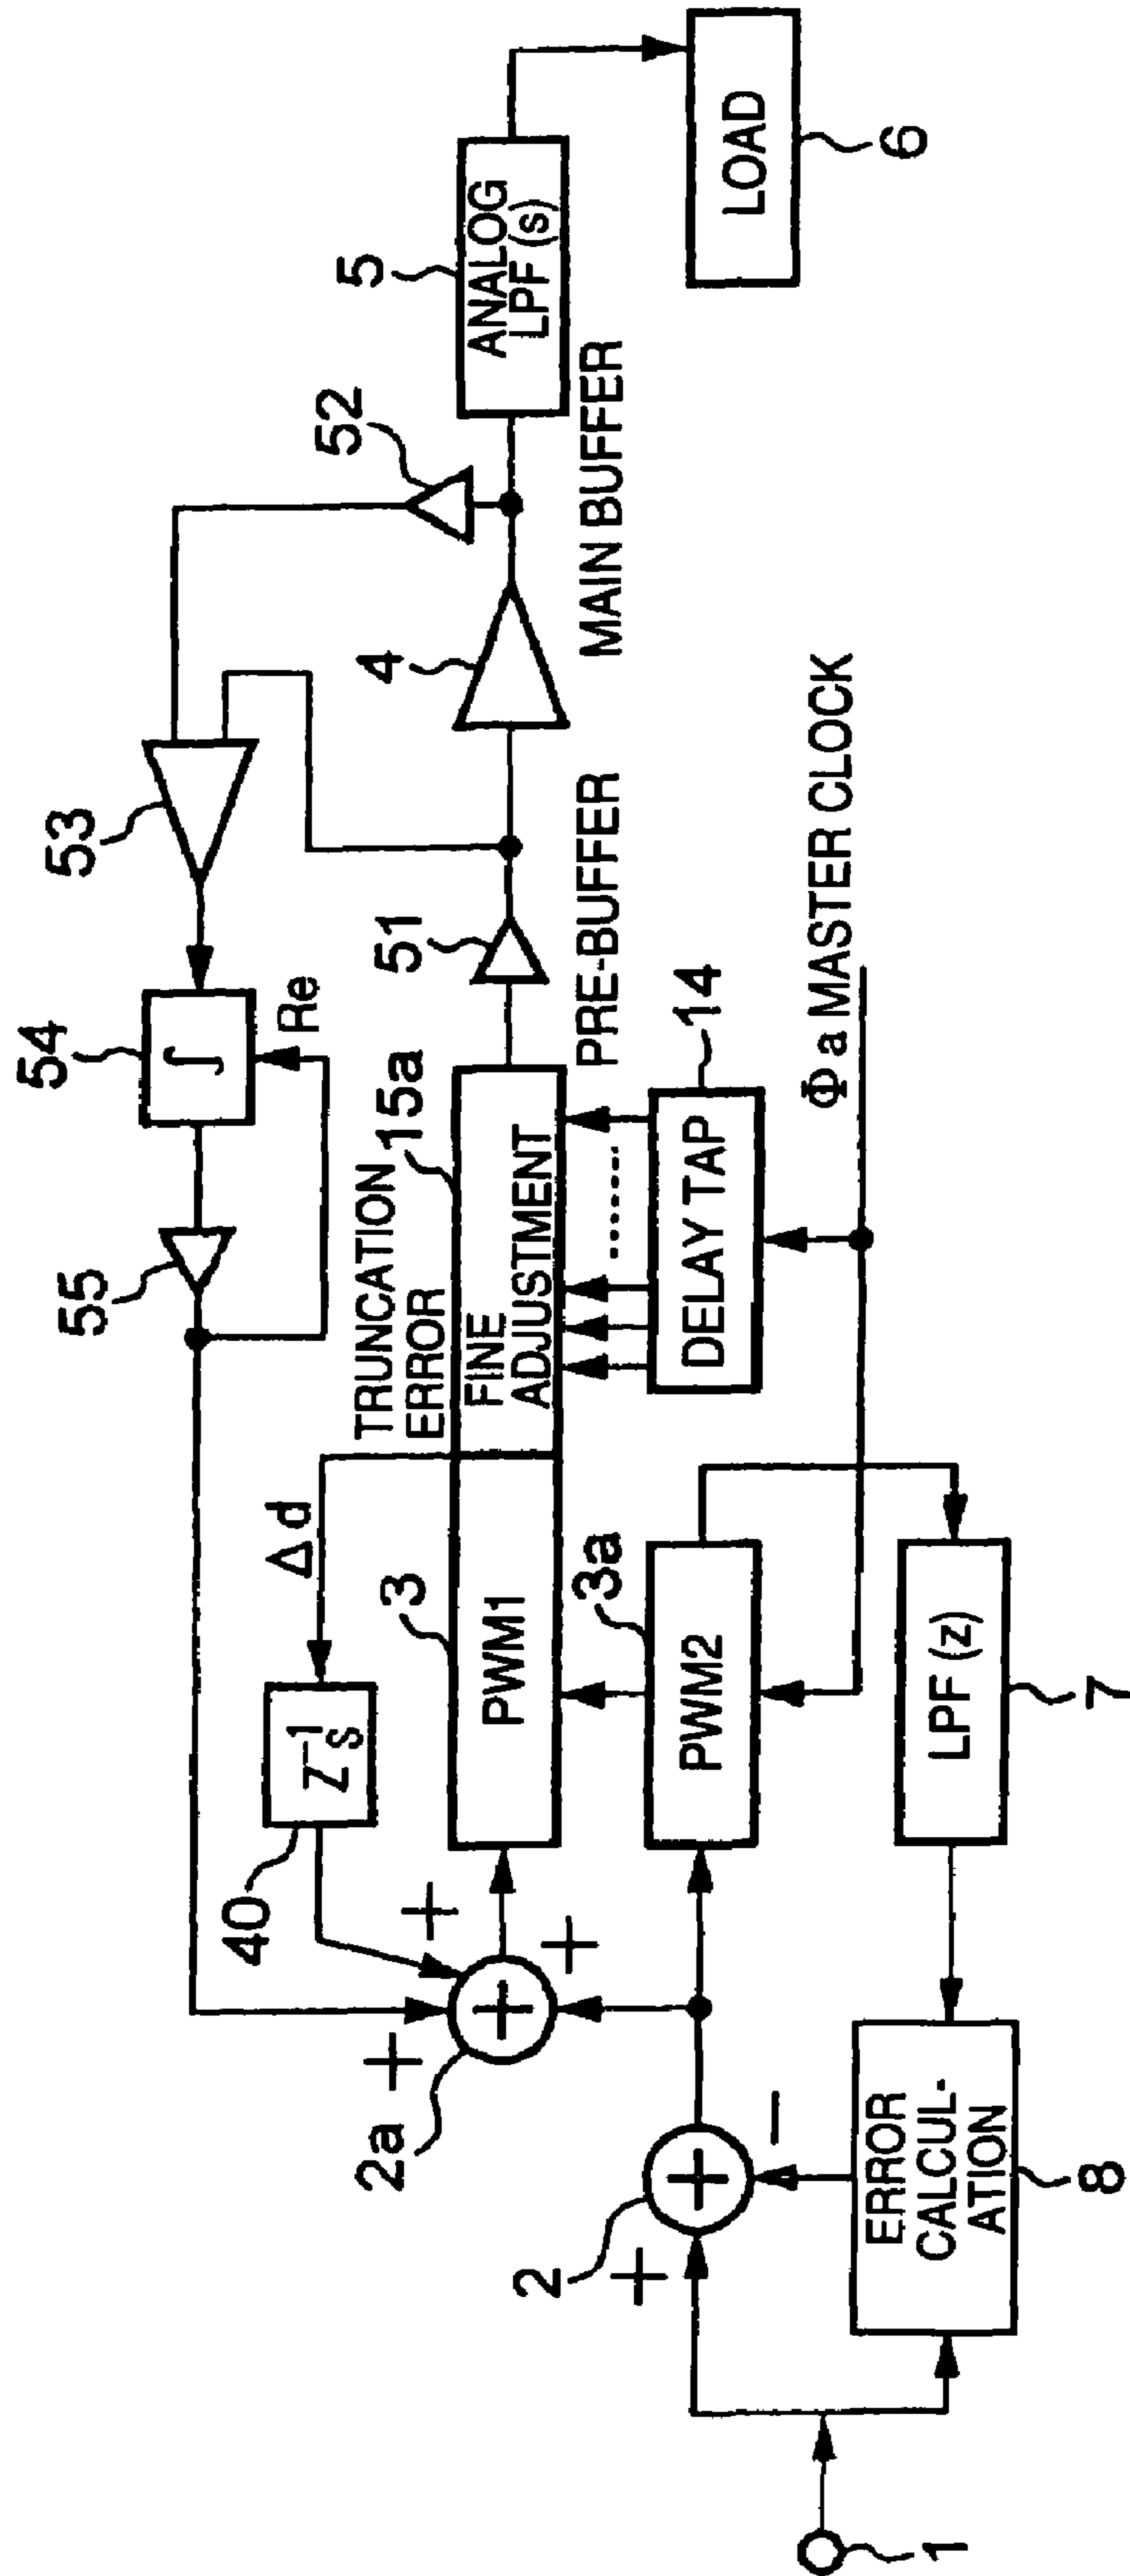 1
2
+
-
ERROR
CALCUL-
ATION
8
LPF (z)
7
2a
+
+
+
40
Z_S^-1
Δd
3
PWM1
3a
PWM2
TRUNCATION
ERROR
15a
FINE
ADJUSTMENT
DELAY TAP
14
Φa MASTER CLOCK
51
PRE-BUFFER
55
54
∫
Re
53
4
MAIN BUFFER
52
5
ANALOG
LPF (s)
LOAD
6